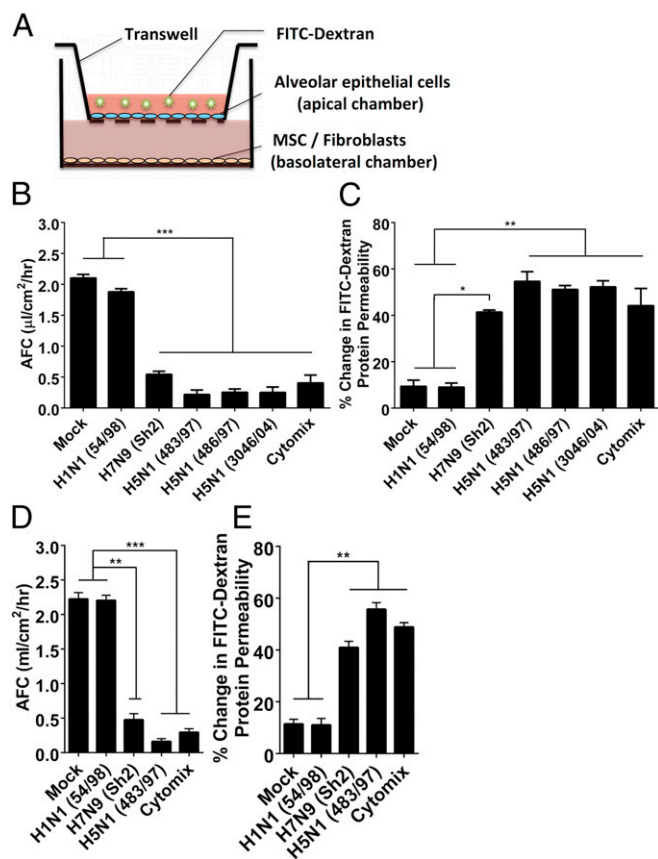 A
Transwell
FITC-Dextran
Alveolar epithelial cells
(apical chamber)
MSC / Fibroblasts
(basolateral chamber)
B
AFC (µl/cm²/hr)
3.0
2.5
2.0
1.5
1.0
0.5
0.0
***
Mock
H1N1 (54/98)
H7N9 (Sh2)
H5N1 (483/97)
H5N1 (486/97)
H5N1 (3046/04)
Cytomix
C
% Change in FITC-Dextran
Protein Permeability
80
60
40
20
0
**
*
Mock
H1N1 (54/98)
H7N9 (Sh2)
H5N1 (483/97)
H5N1 (486/97)
H5N1 (3046/04)
Cytomix
D
AFC (ml/cm²/hr)
3.0
2.5
2.0
1.5
1.0
0.5
0.0
***
**
Mock
H1N1 (54/98)
H7N9 (Sh2)
H5N1 (483/97)
Cytomix
E
% Change in FITC-Dextran
Protein Permeability
80
60
40
20
0
**
Mock
H1N1 (54/98)
H7N9 (Sh2)
H5N1 (483/97)
Cytomix